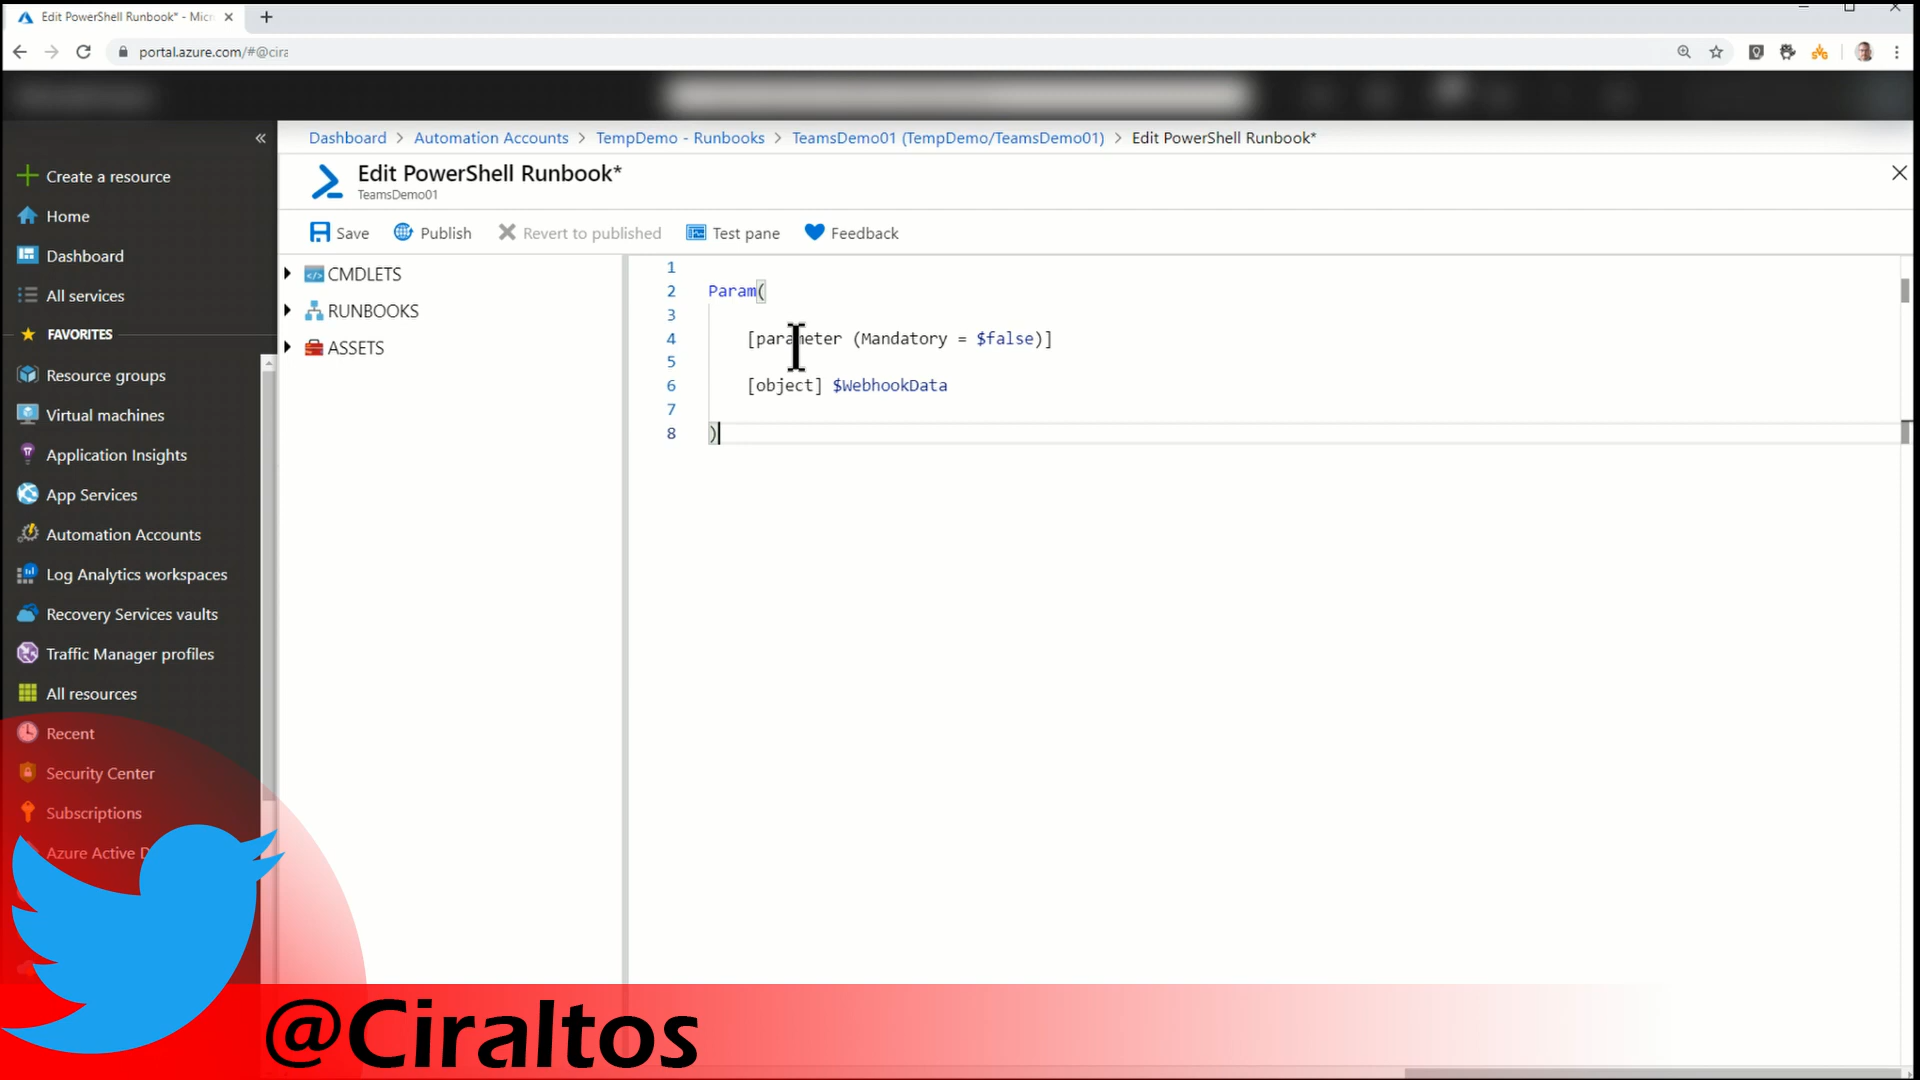 Edit PowerShell Runbook* - Micr
portal.azure.com/#@cira
Dashboard > Automation Accounts > TempDemo - Runbooks > TeamsDemo01 (TempDemo/TeamsDemo01) > Edit PowerShell Runbook*
Edit PowerShell Runbook*
TeamsDemo01
Save
Publish
Revert to published
Test pane
Feedback
Create a resource
Home
Dashboard
All services
FAVORITES
Resource groups
Virtual machines
Application Insights
App Services
Automation Accounts
Log Analytics workspaces
Recovery Services vaults
Traffic Manager profiles
All resources
Recent
Security Center
Subscriptions
Azure Active D
CMDLETS
RUNBOOKS
ASSETS
1
2 Param(
3
4 [parameter (Mandatory = $false)]
5
6 [object] $WebhookData
7
8 )
@Ciraltos